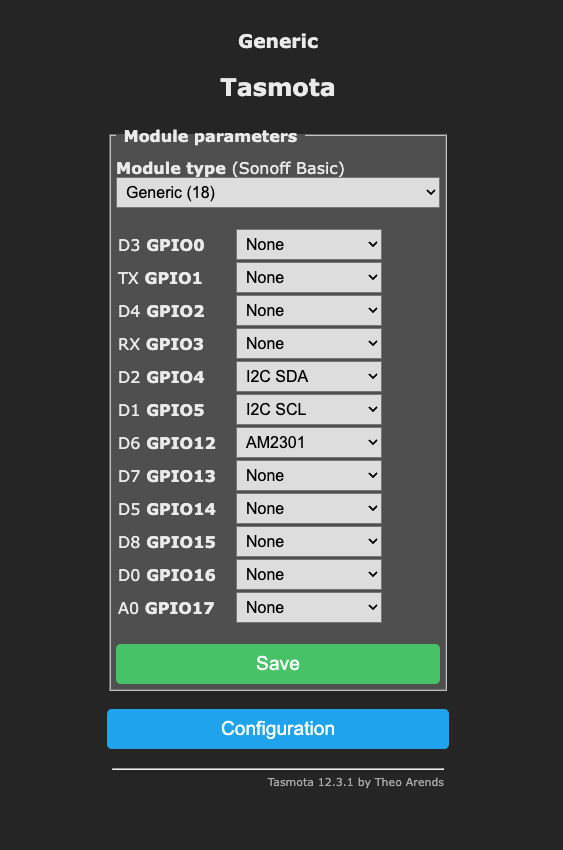 Generic
Tasmota
Module parameters
Module type (Sonoff Basic)
Generic (18)
D3 GPIO0 None
TX GPIO1 None
D4 GPIO2 None
RX GPIO3 None
D2 GPIO4 I2C SDA
D1 GPIO5 I2C SCL
D6 GPIO12 AM2301
D7 GPIO13 None
D5 GPIO14 None
D8 GPIO15 None
D0 GPIO16 None
A0 GPIO17 None
Save
Configuration
Tasmota 12.3.1 by Theo Arends